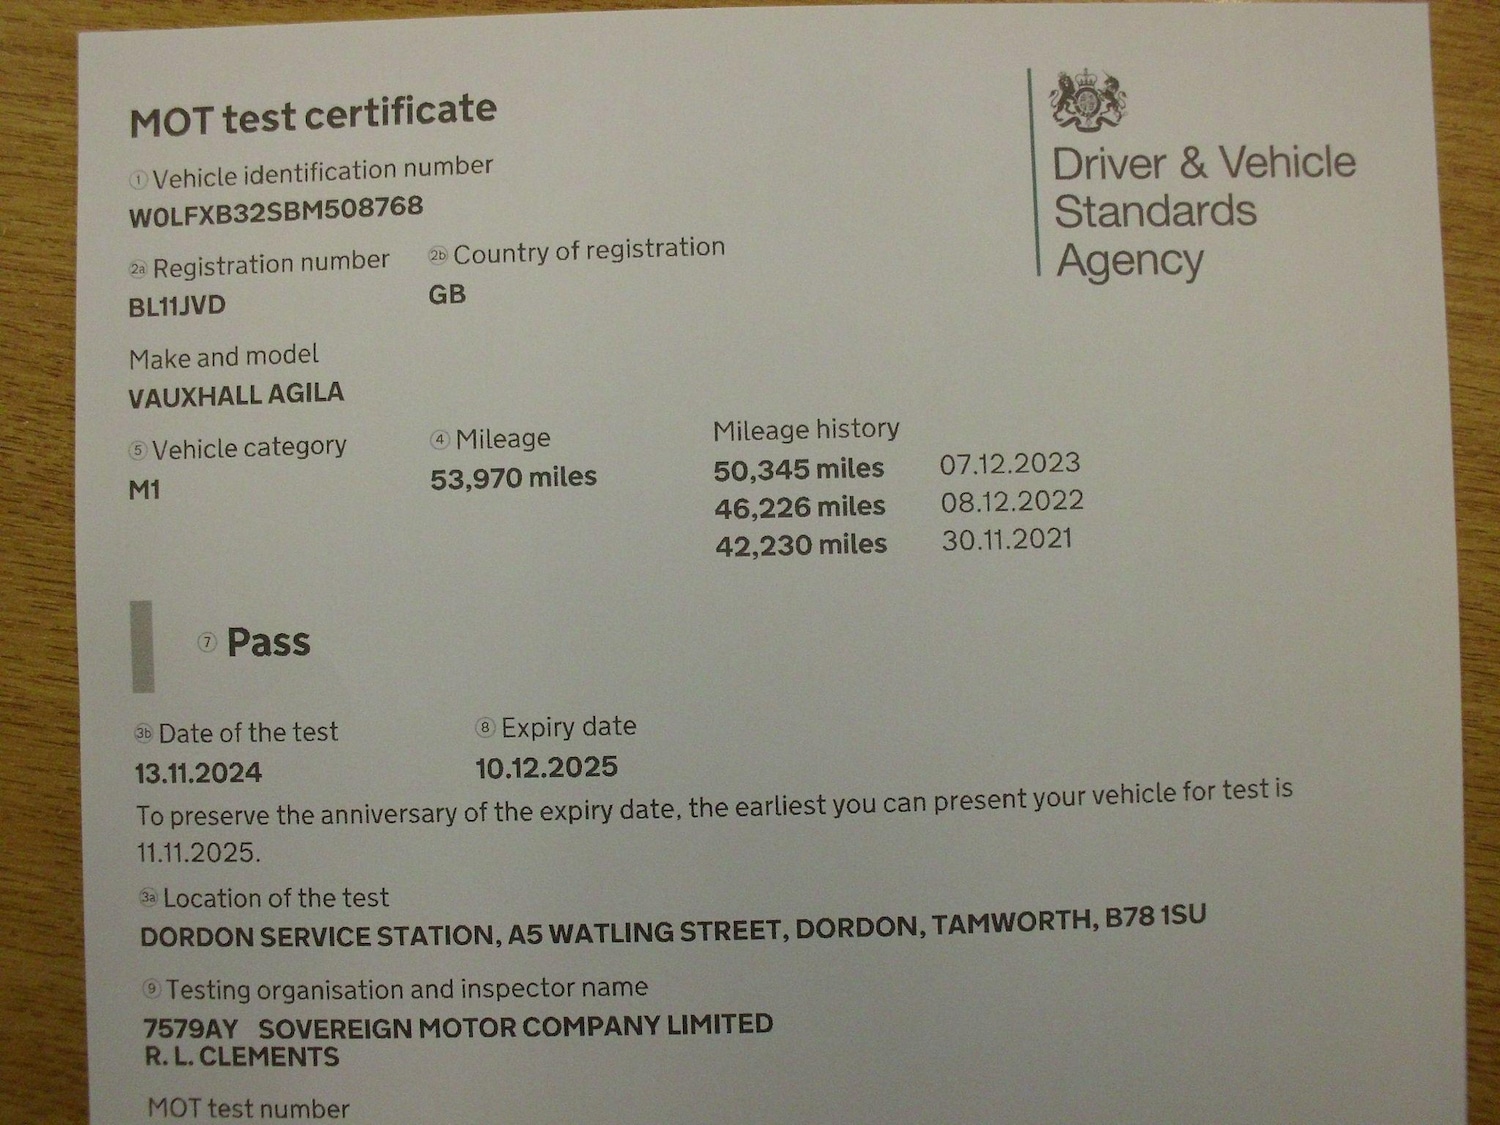 MOT test certificate
Driver & Vehicle
Standards
Agency
1 Vehicle identification number
W0LFXB32SBM508768
2a Registration number 2b Country of registration
BL11JVD GB
Make and model
VAUXHALL AGILA
5 Vehicle category 4 Mileage Mileage history
M1 53,970 miles 50,345 miles 07.12.2023
46,226 miles 08.12.2022
42,230 miles 30.11.2021
7 Pass
3b Date of the test 8 Expiry date
13.11.2024 10.12.2025
To preserve the anniversary of the expiry date, the earliest you can present your vehicle for test is
11.11.2025.
3a Location of the test
DORDON SERVICE STATION, A5 WATLING STREET, DORDON, TAMWORTH, B78 1SU
9 Testing organisation and inspector name
7579AY SOVEREIGN MOTOR COMPANY LIMITED
R. L. CLEMENTS
MOT test number